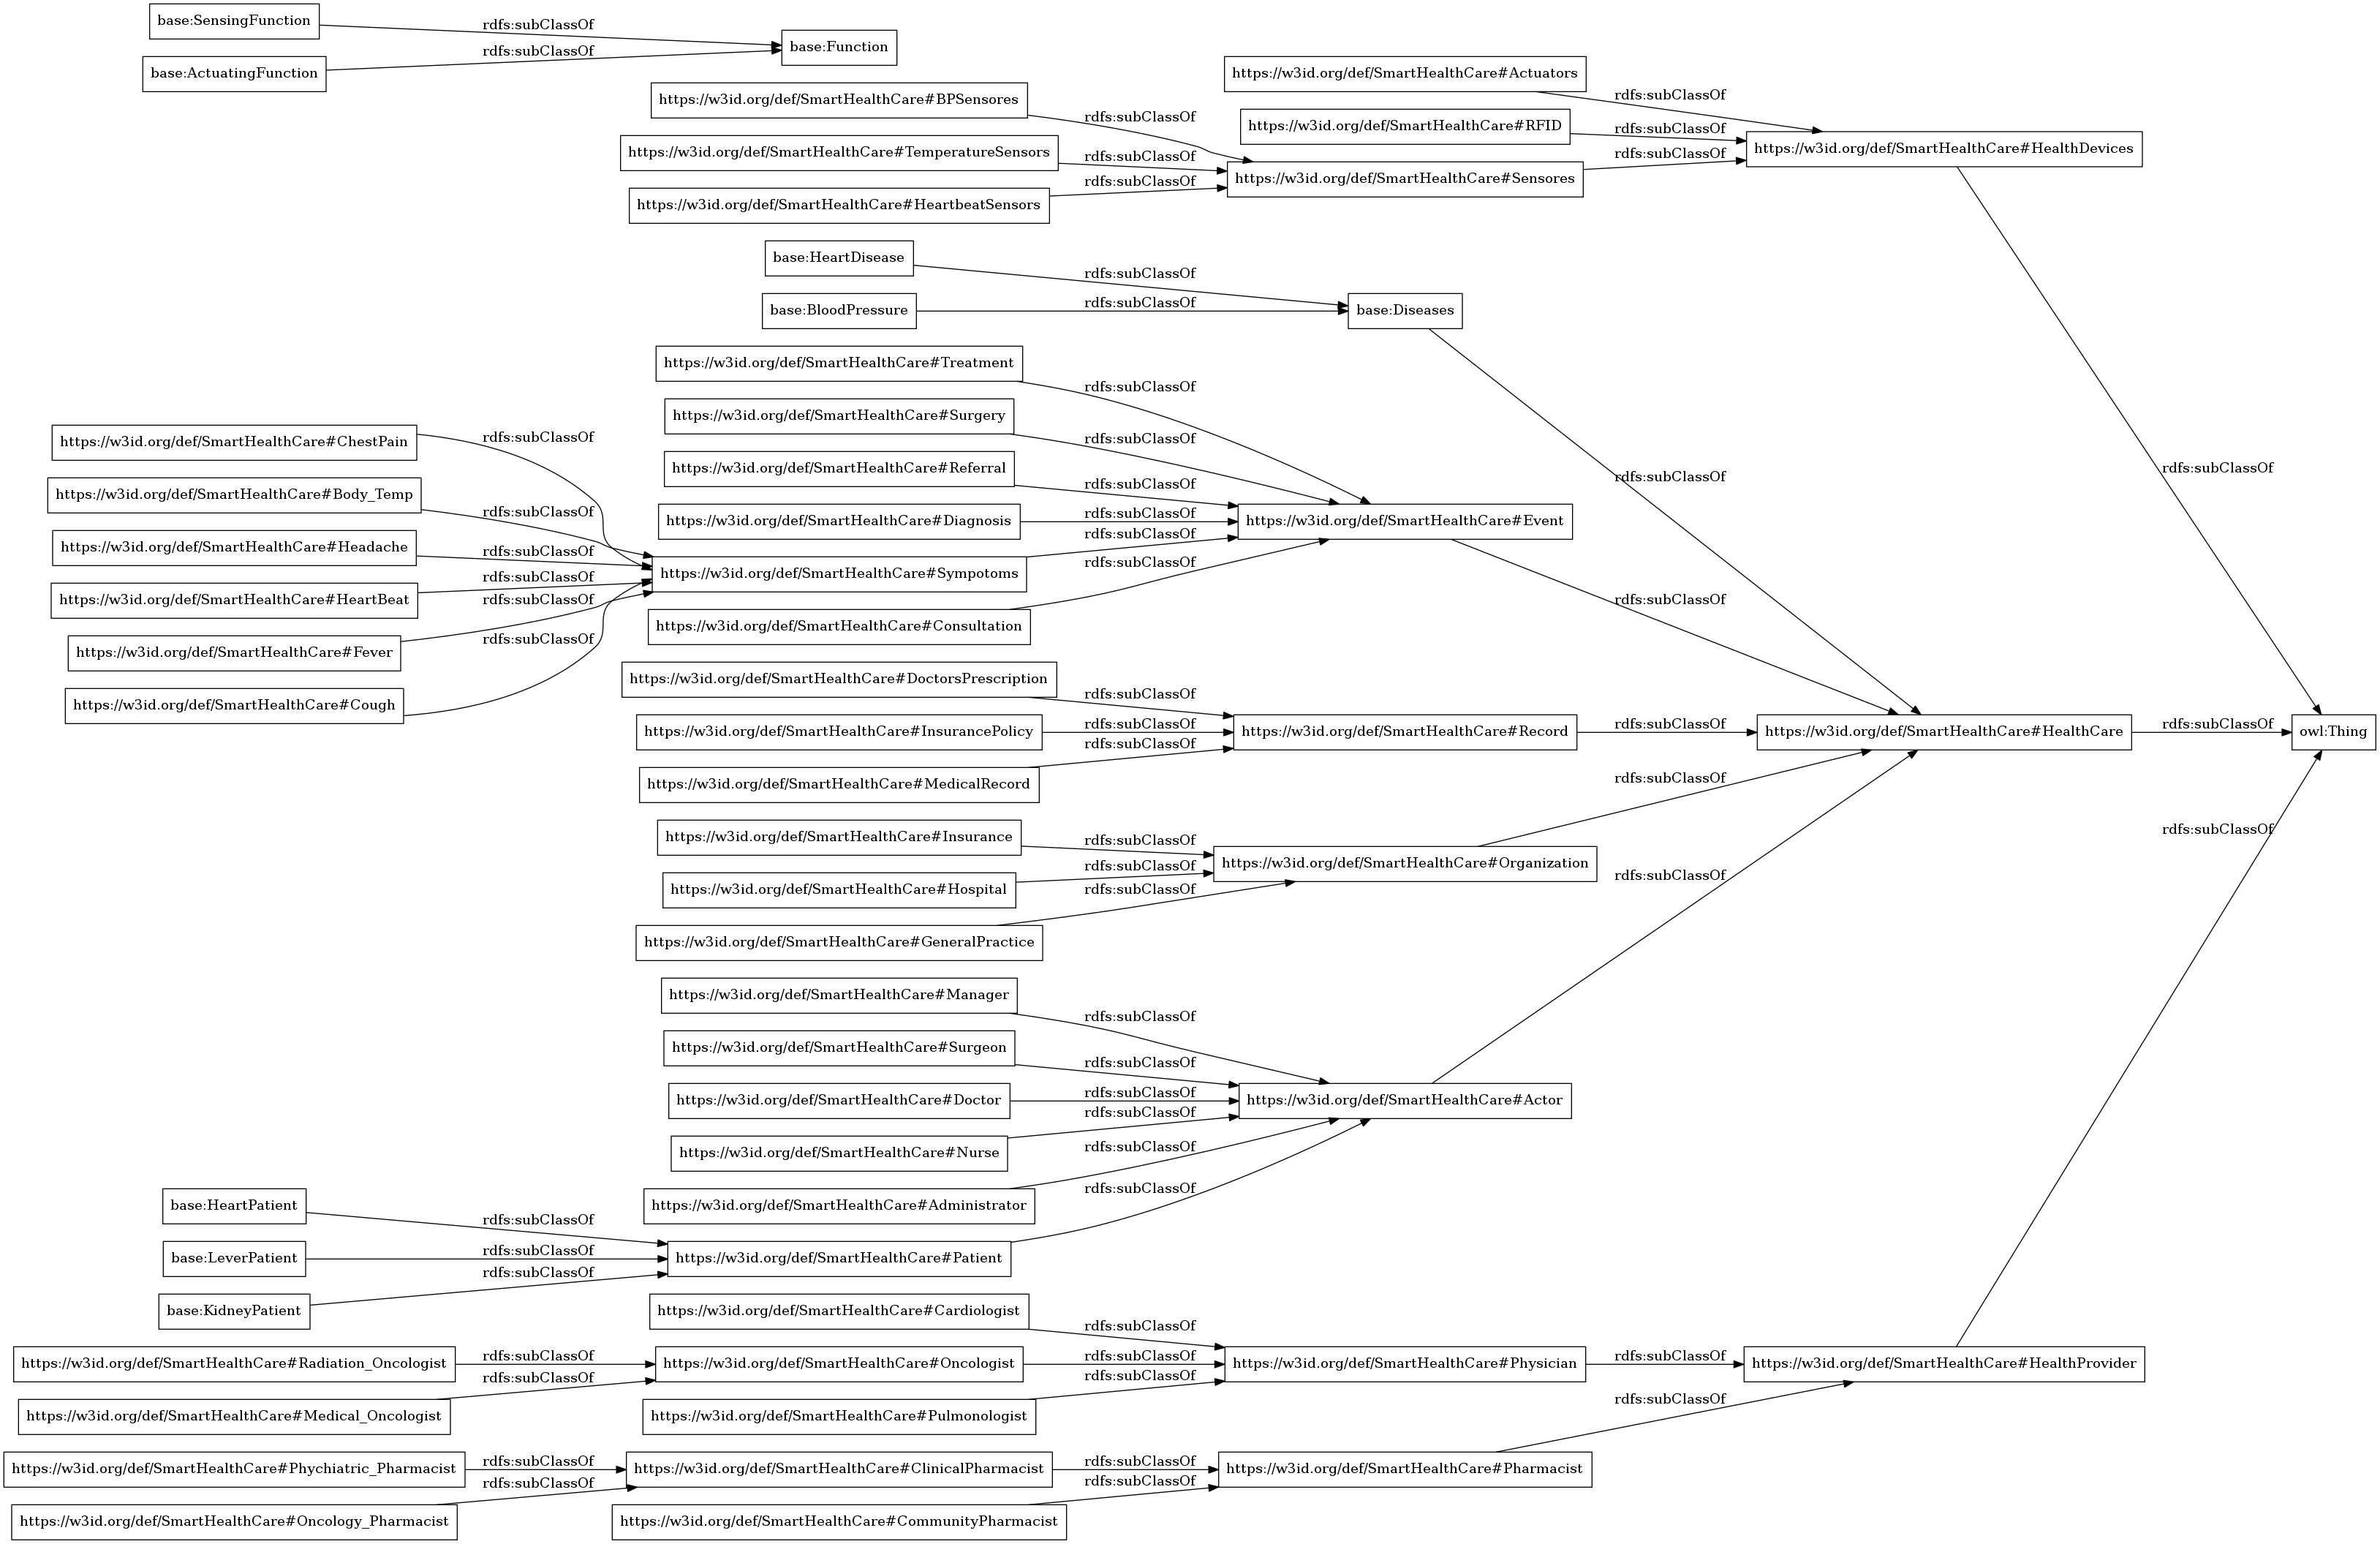 base:SensingFunction
rdfs:subClassOf
base:Function
base:ActuatingFunction
rdfs:subClassOf
https://w3id.org/def/SmartHealthCare#Actuators
rdfs:subClassOf
https://w3id.org/def/SmartHealthCare#BPSensores
rdfs:subClassOf
https://w3id.org/def/SmartHealthCare#RFID
rdfs:subClassOf
https://w3id.org/def/SmartHealthCare#HealthDevices
https://w3id.org/def/SmartHealthCare#TemperatureSensors
rdfs:subClassOf
https://w3id.org/def/SmartHealthCare#Sensores
rdfs:subClassOf
https://w3id.org/def/SmartHealthCare#HeartbeatSensors
rdfs:subClassOf
base:HeartDisease
rdfs:subClassOf
base:BloodPressure
rdfs:subClassOf
base:Diseases
https://w3id.org/def/SmartHealthCare#Treatment
rdfs:subClassOf
https://w3id.org/def/SmartHealthCare#Surgery
rdfs:subClassOf
https://w3id.org/def/SmartHealthCare#ChestPain
rdfs:subClassOf
https://w3id.org/def/SmartHealthCare#Referral
rdfs:subClassOf
rdfs:subClassOf
rdfs:subClassOf
https://w3id.org/def/SmartHealthCare#Body_Temp
rdfs:subClassOf
https://w3id.org/def/SmartHealthCare#Diagnosis
rdfs:subClassOf
https://w3id.org/def/SmartHealthCare#Event
https://w3id.org/def/SmartHealthCare#Headache
rdfs:subClassOf
rdfs:subClassOf
https://w3id.org/def/SmartHealthCare#Sympotoms
rdfs:subClassOf
https://w3id.org/def/SmartHealthCare#HeartBeat
rdfs:subClassOf
rdfs:subClassOf
rdfs:subClassOf
https://w3id.org/def/SmartHealthCare#Consultation
https://w3id.org/def/SmartHealthCare#Fever
rdfs:subClassOf
https://w3id.org/def/SmartHealthCare#DoctorsPrescription
rdfs:subClassOf
https://w3id.org/def/SmartHealthCare#Cough
https://w3id.org/def/SmartHealthCare#InsurancePolicy
rdfs:subClassOf
https://w3id.org/def/SmartHealthCare#Record
rdfs:subClassOf
https://w3id.org/def/SmartHealthCare#HealthCare
rdfs:subClassOf
owl:Thing
rdfs:subClassOf
https://w3id.org/def/SmartHealthCare#MedicalRecord
rdfs:subClassOf
https://w3id.org/def/SmartHealthCare#Insurance
rdfs:subClassOf
rdfs:subClassOf
https://w3id.org/def/SmartHealthCare#Organization
rdfs:subClassOf
https://w3id.org/def/SmartHealthCare#Hospital
rdfs:subClassOf
rdfs:subClassOf
https://w3id.org/def/SmartHealthCare#GeneralPractice
https://w3id.org/def/SmartHealthCare#Manager
rdfs:subClassOf
https://w3id.org/def/SmartHealthCare#Surgeon
rdfs:subClassOf
https://w3id.org/def/SmartHealthCare#Doctor
rdfs:subClassOf
https://w3id.org/def/SmartHealthCare#Actor
rdfs:subClassOf
https://w3id.org/def/SmartHealthCare#Nurse
rdfs:subClassOf
rdfs:subClassOf
base:HeartPatient
https://w3id.org/def/SmartHealthCare#Administrator
rdfs:subClassOf
base:LeverPatient
rdfs:subClassOf
https://w3id.org/def/SmartHealthCare#Patient
rdfs:subClassOf
base:KidneyPatient
https://w3id.org/def/SmartHealthCare#Cardiologist
rdfs:subClassOf
https://w3id.org/def/SmartHealthCare#Radiation_Oncologist
rdfs:subClassOf
https://w3id.org/def/SmartHealthCare#Oncologist
rdfs:subClassOf
https://w3id.org/def/SmartHealthCare#Physician
rdfs:subClassOf
https://w3id.org/def/SmartHealthCare#HealthProvider
rdfs:subClassOf
rdfs:subClassOf
rdfs:subClassOf
https://w3id.org/def/SmartHealthCare#Medical_Oncologist
https://w3id.org/def/SmartHealthCare#Pulmonologist
https://w3id.org/def/SmartHealthCare#Phychiatric_Pharmacist
rdfs:subClassOf
https://w3id.org/def/SmartHealthCare#ClinicalPharmacist
rdfs:subClassOf
https://w3id.org/def/SmartHealthCare#Pharmacist
rdfs:subClassOf
rdfs:subClassOf
https://w3id.org/def/SmartHealthCare#Oncology_Pharmacist
https://w3id.org/def/SmartHealthCare#CommunityPharmacist